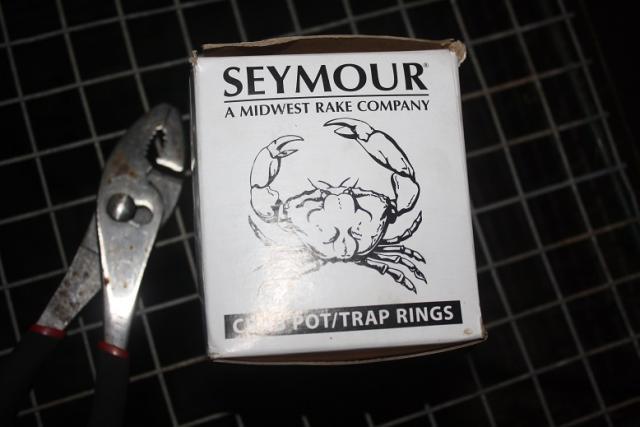 SEYMOUR®
A MIDWEST RAKE COMPANY
POT/TRAP RINGS